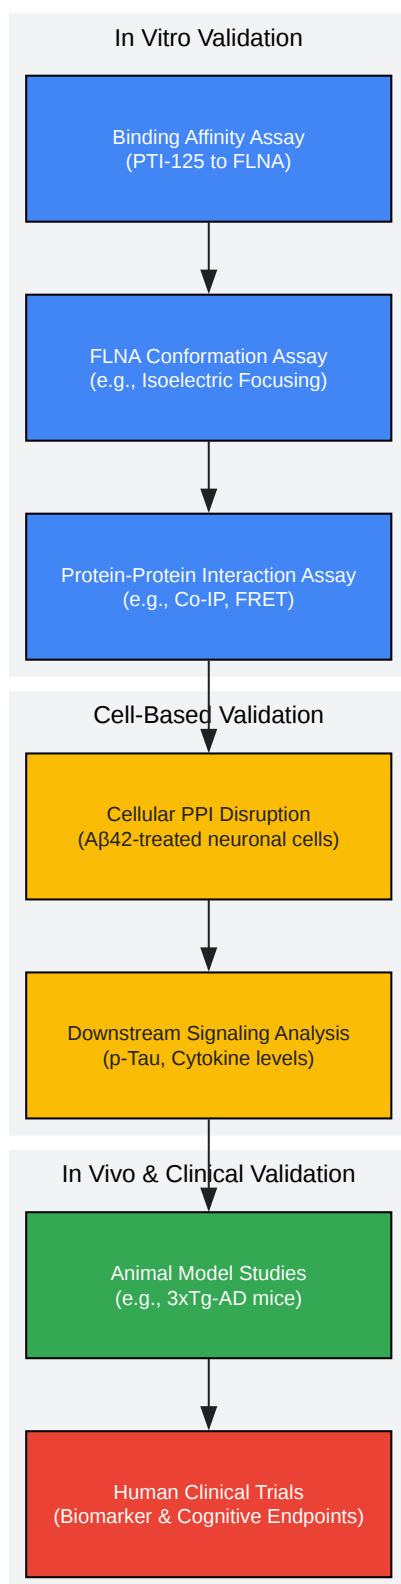 In Vitro Validation
Binding Affinity Assay
(PTI-125 to FLNA)
FLNA Conformation Assay
(e.g., Isoelectric Focusing)
Protein-Protein Interaction Assay
(e.g., Co-IP, FRET)
Cell-Based Validation
Cellular PPI Disruption
(Aβ42-treated neuronal cells)
Downstream Signaling Analysis
(p-Tau, Cytokine levels)
In Vivo & Clinical Validation
Animal Model Studies
(e.g., 3xTg-AD mice)
Human Clinical Trials
(Biomarker & Cognitive Endpoints)